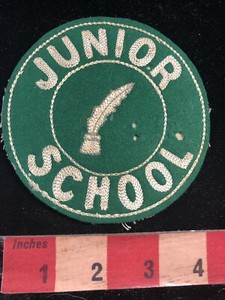 JUNIOR
SCHOOL
Inches
1 2 3 4